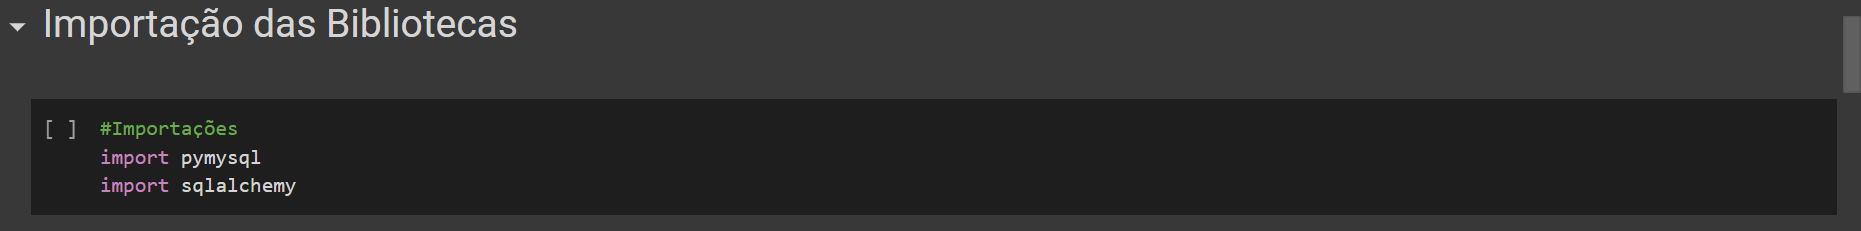 Importação das Bibliotecas
[ ] #Importações
import pymysql
import sqlalchemy